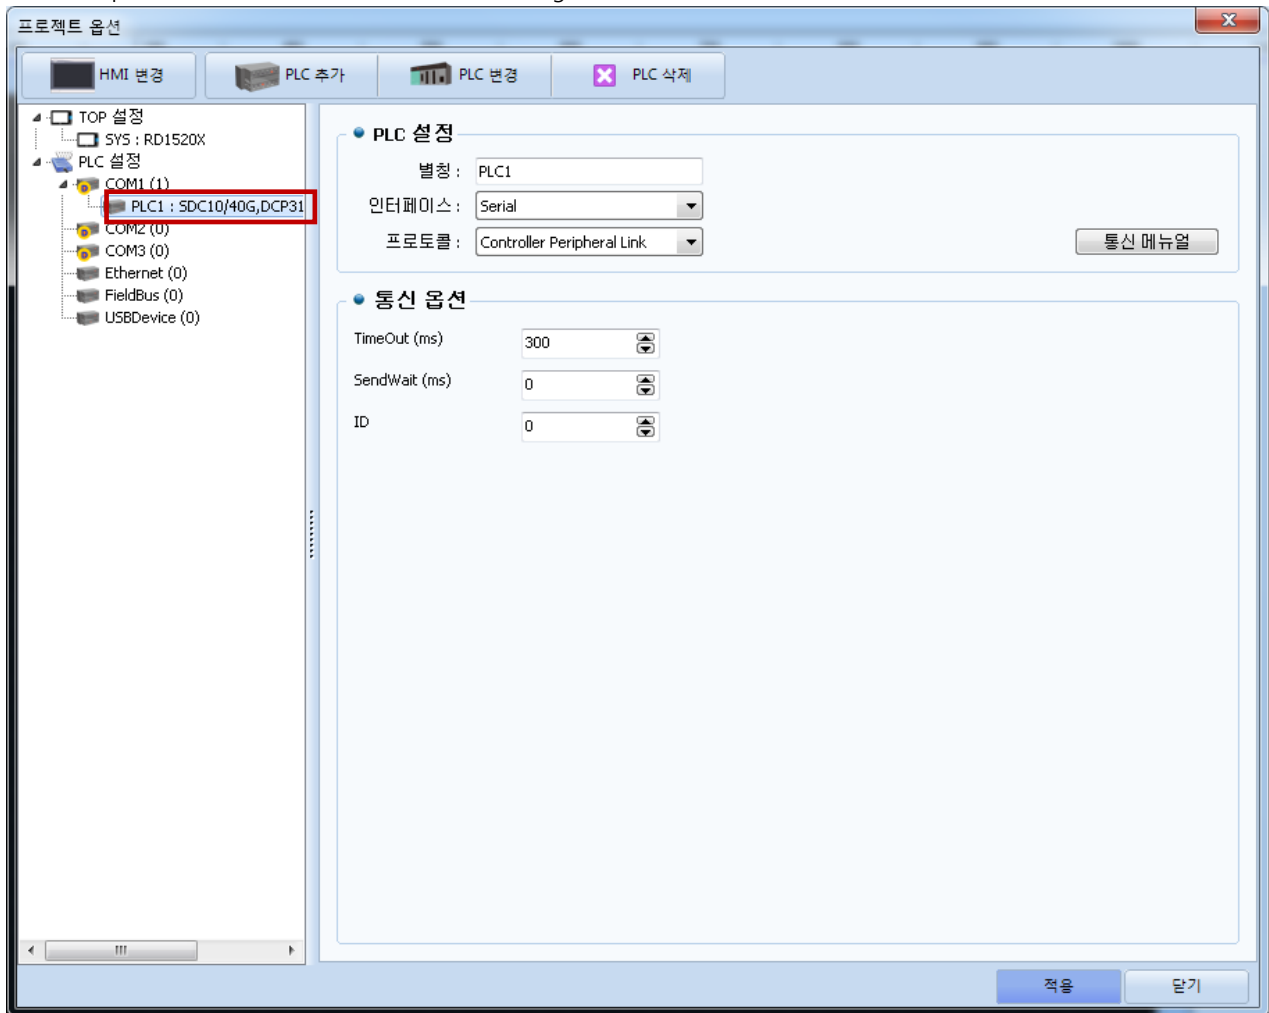 프로젝트 옵션
HMI 변경
PLC 추가
PLC 변경
PLC 삭제
TOP 설정
SYS : RD1520X
PLC 설정
COM1 (1)
PLC1 : SDC10/40G,DCP31
COM2 (0)
COM3 (0)
Ethernet (0)
FieldBus (0)
USBDevice (0)
PLC 설정
별칭 : PLC1
인터페이스 : Serial
프로토콜 : Controller Peripheral Link
통신 메뉴얼
통신 옵션
TimeOut (ms) 300
SendWait (ms) 0
ID 0
적용
닫기